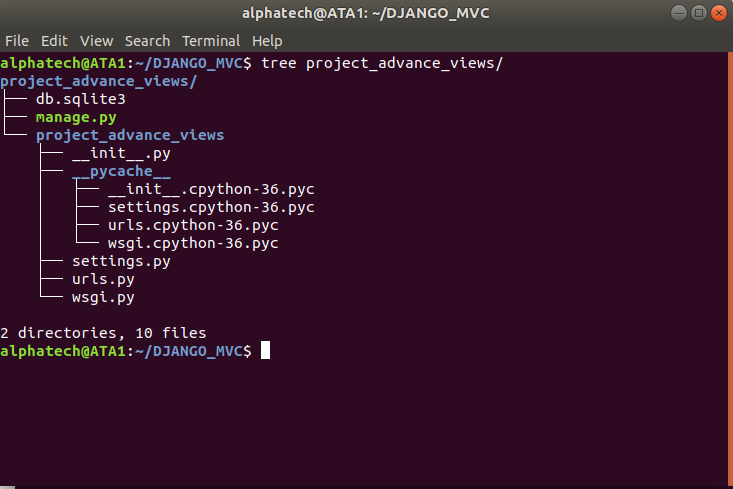 alphatech@ATA1: ~/DJANGO_MVC
File Edit View Search Terminal Help
alphatech@ATA1:~/DJANGO_MVC$ tree project_advance_views/
project_advance_views/
├── db.sqlite3
├── manage.py
└── project_advance_views
    ├── __init__.py
    ├── __pycache__
    │   ├── __init__.cpython-36.pyc
    │   ├── settings.cpython-36.pyc
    │   ├── urls.cpython-36.pyc
    │   └── wsgi.cpython-36.pyc
    ├── settings.py
    ├── urls.py
    └── wsgi.py
2 directories, 10 files
alphatech@ATA1:~/DJANGO_MVC$